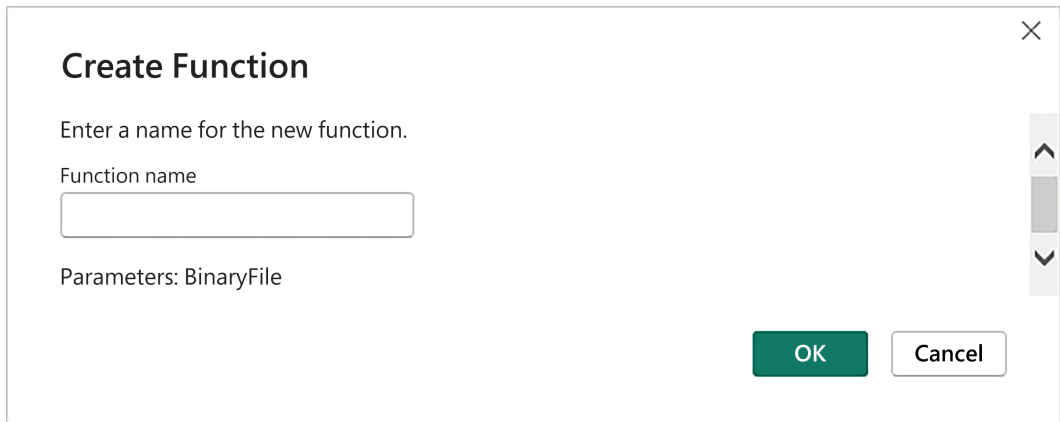 Create Function
Enter a name for the new function.
Function name
Parameters: BinaryFile
OK
Cancel